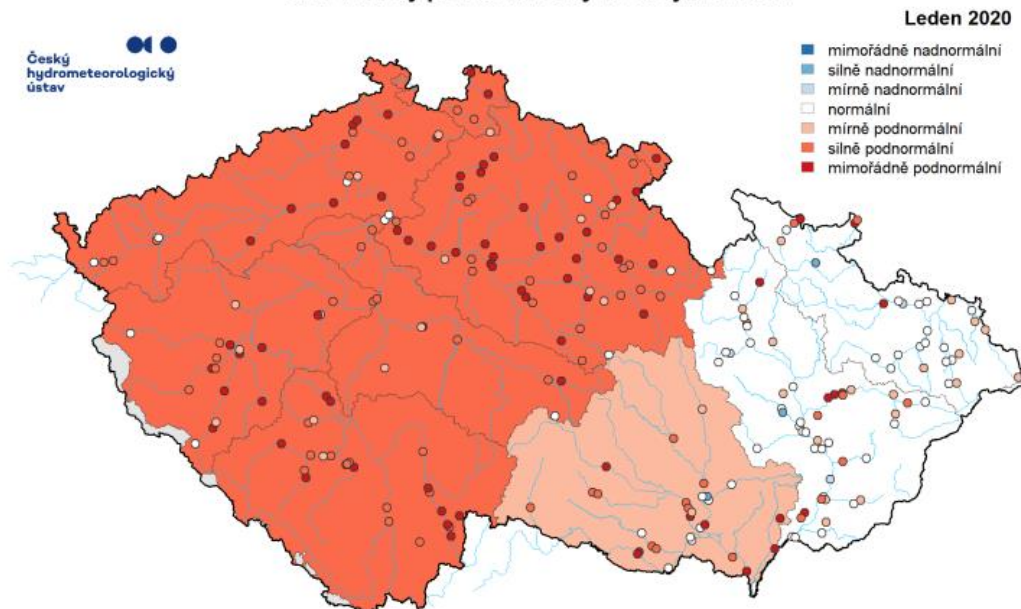 Leden 2020
Český
hydrometeorologický
ústav
mimořádně nadnormální
silně nadnormální
mírně nadnormální
normální
mírně podnormální
silně podnormální
mimořádně podnormální